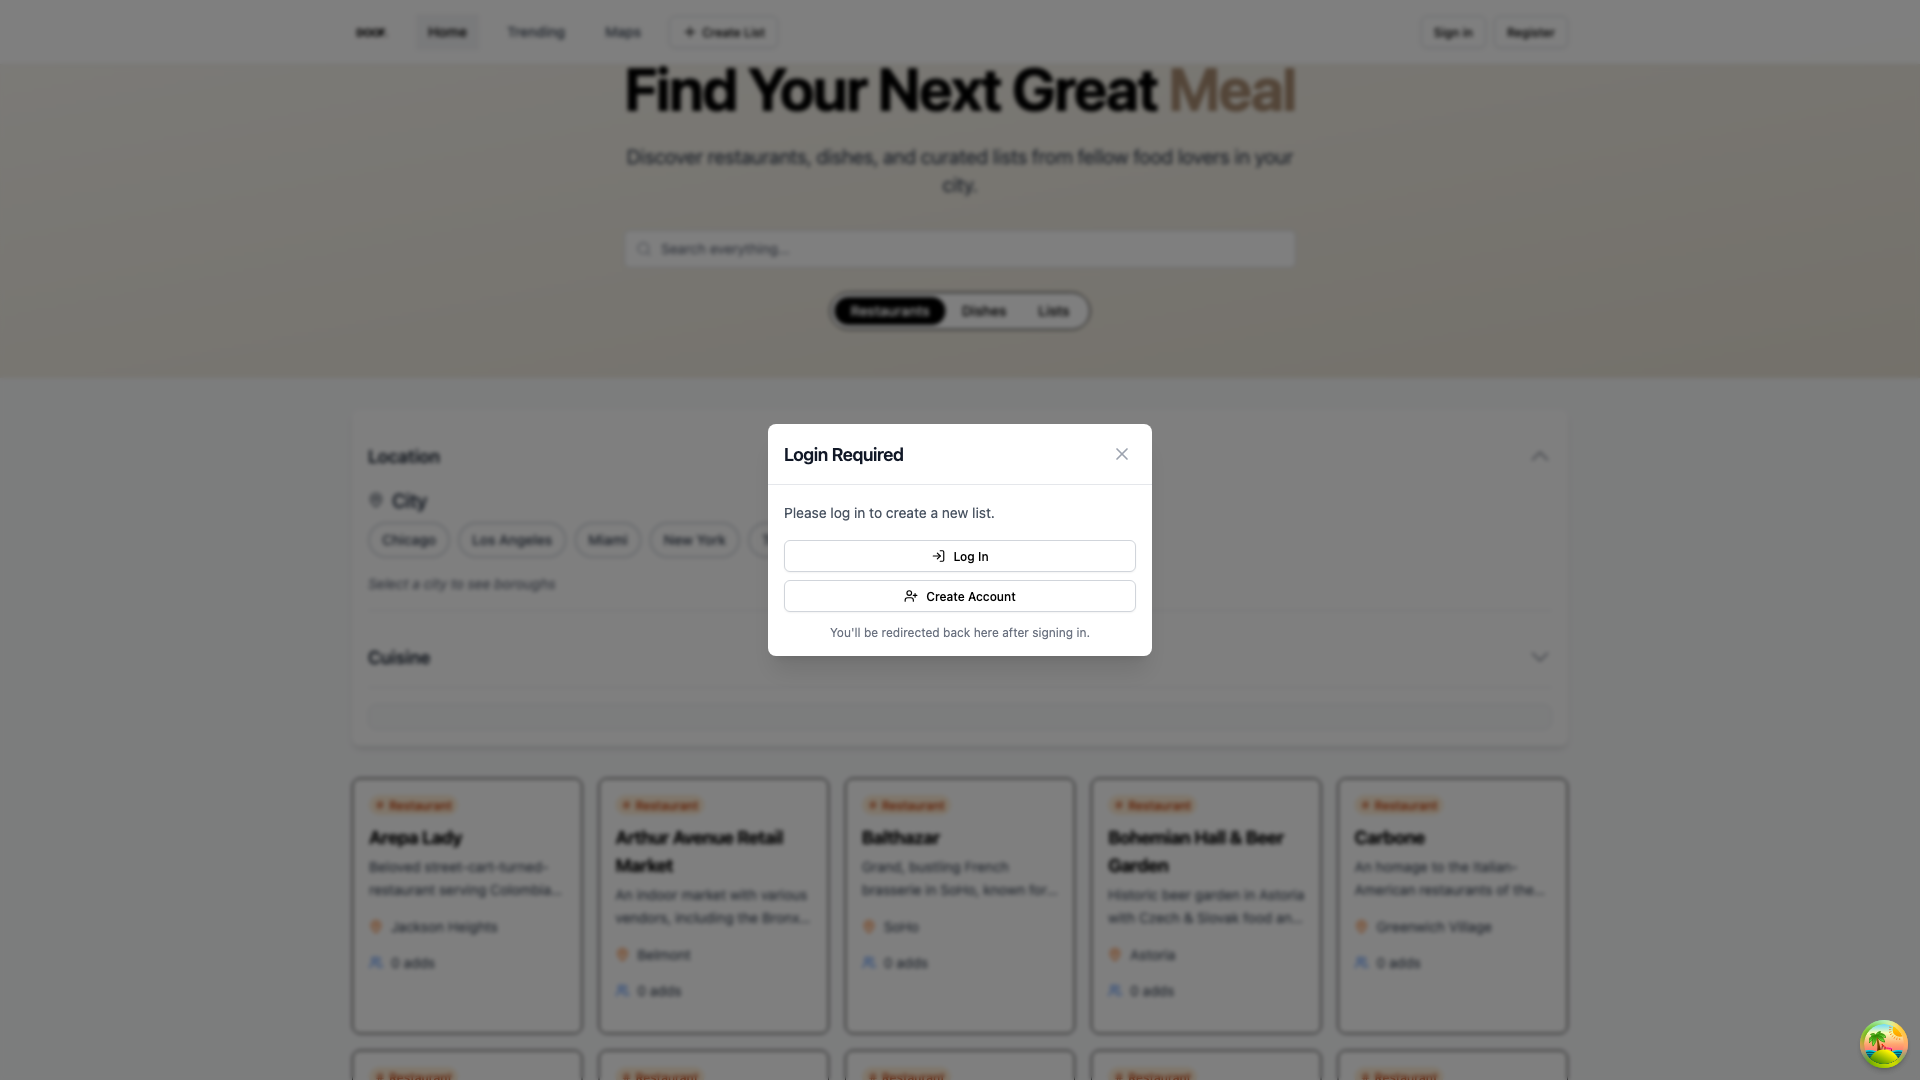 DOOF
Home
Trending
Maps
+ Create List
Sign in
Register
Find Your Next Great Meal
Discover restaurants, dishes, and curated lists from fellow food lovers in your
city.
Search everything...
Restaurants
Dishes
Lists
Location
City
Chicago
Los Angeles
Miami
New York
Select a city to see boroughs
Cuisine
Login Required
Please log in to create a new list.
Log In
Create Account
You'll be redirected back here after signing in.
Restaurant
Arepa Lady
Beloved street-cart-turned-
restaurant serving Colombia...
Jackson Heights
0 adds
Restaurant
Arthur Avenue Retail
Market
An indoor market with various
vendors, including the Bronx...
Belmont
0 adds
Restaurant
Balthazar
Grand, bustling French
brasserie in SoHo, known for...
SoHo
0 adds
Restaurant
Bohemian Hall & Beer
Garden
Historic beer garden in Astoria
with Czech & Slovak food an...
Astoria
0 adds
Restaurant
Carbone
An homage to the Italian-
American restaurants of the...
Greenwich Village
0 adds
Restaurant
Restaurant
Restaurant
Restaurant
Restaurant